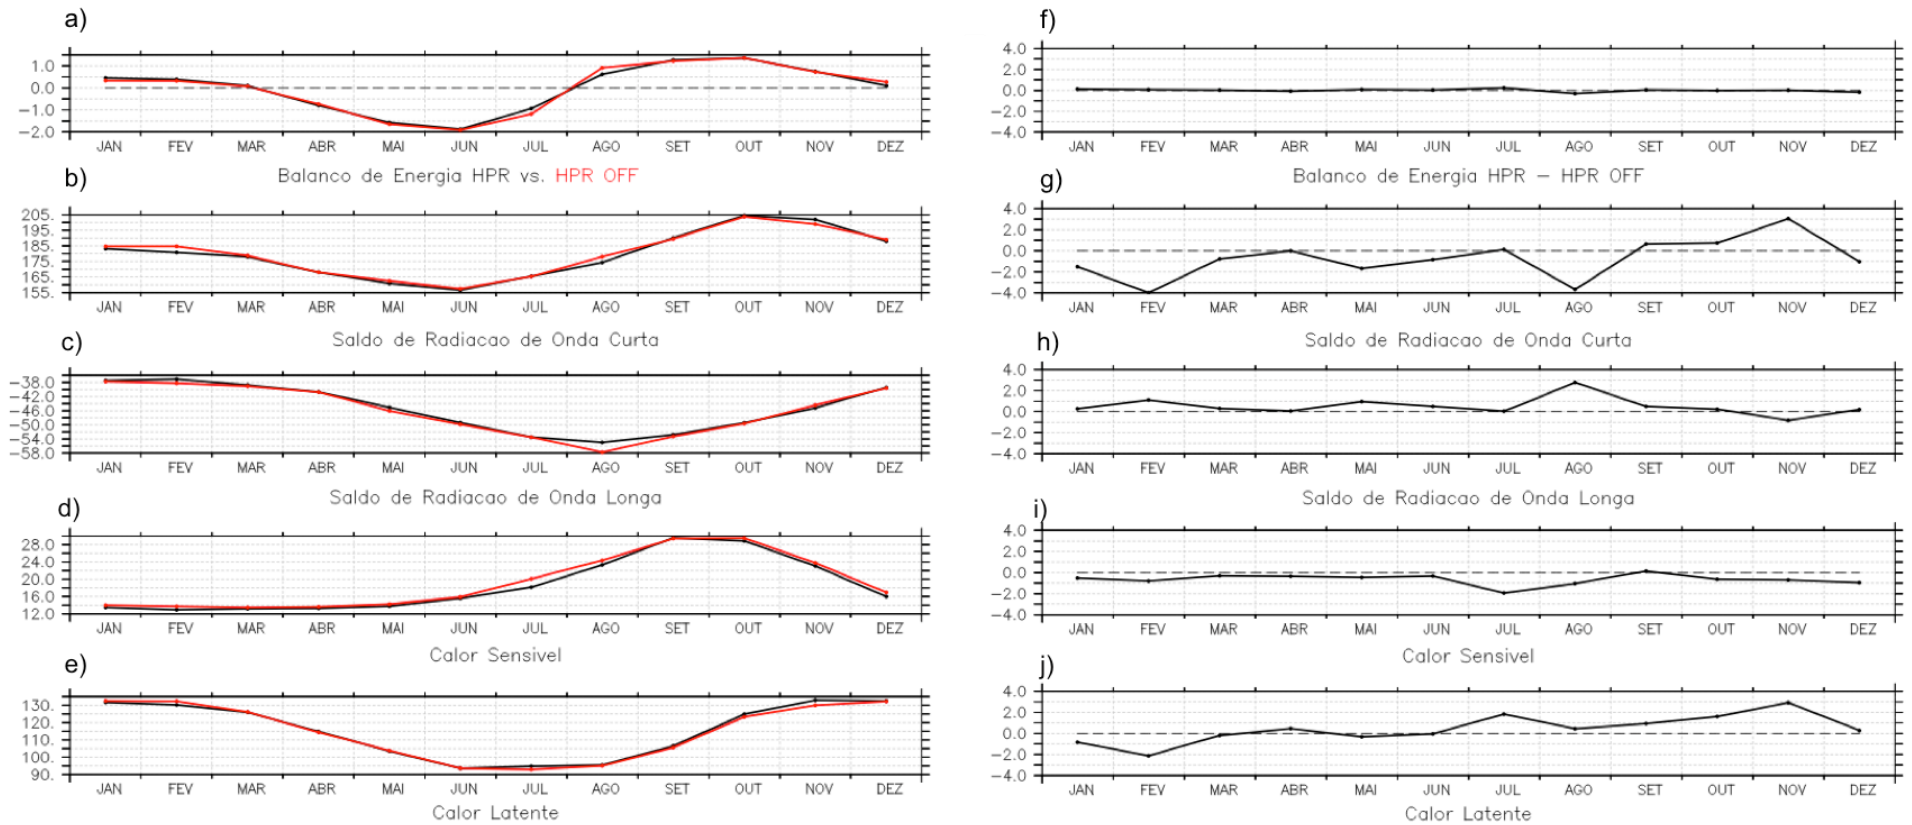 a)
1.0
0.0
−1.0
−2.0
JAN FEV MAR ABR MAI JUN JUL AGO SET OUT NOV DEZ
Balanco de Energia HPR vs. HPR OFF
b)
205.
195.
185.
175.
165.
155.
JAN FEV MAR ABR MAI JUN JUL AGO SET OUT NOV DEZ
Saldo de Radiacao de Onda Curta
c)
−38.0
−42.0
−46.0
−50.0
−54.0
−58.0
JAN FEV MAR ABR MAI JUN JUL AGO SET OUT NOV DEZ
Saldo de Radiacao de Onda Longa
d)
28.0
24.0
20.0
16.0
12.0
JAN FEV MAR ABR MAI JUN JUL AGO SET OUT NOV DEZ
Calor Sensivel
e)
130.
120.
110.
100.
90.
JAN FEV MAR ABR MAI JUN JUL AGO SET OUT NOV DEZ
Calor Latente
f)
4.0
2.0
0.0
−2.0
−4.0
JAN FEV MAR ABR MAI JUN JUL AGO SET OUT NOV DEZ
Balanco de Energia HPR − HPR OFF
g)
4.0
2.0
0.0
−2.0
−4.0
JAN FEV MAR ABR MAI JUN JUL AGO SET OUT NOV DEZ
Saldo de Radiacao de Onda Curta
h)
4.0
2.0
0.0
−2.0
−4.0
JAN FEV MAR ABR MAI JUN JUL AGO SET OUT NOV DEZ
Saldo de Radiacao de Onda Longa
i)
4.0
2.0
0.0
−2.0
−4.0
JAN FEV MAR ABR MAI JUN JUL AGO SET OUT NOV DEZ
Calor Sensivel
j)
4.0
2.0
0.0
−2.0
−4.0
JAN FEV MAR ABR MAI JUN JUL AGO SET OUT NOV DEZ
Calor Latente